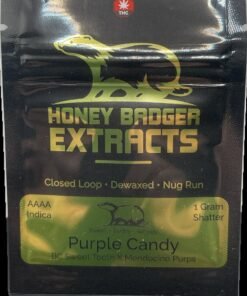 THC
HONEY BADGER
EXTRACTS
Closed Loop • Dewaxed • Nug Run
AAAA
Indica
1 Gram
Shatter
Purple Candy
BC Sweet Tooth X Mendocino Purps